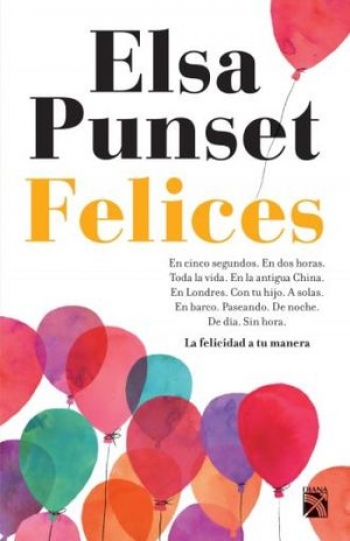 Elsa
Punset
Felices
En cinco segundos. En dos horas.
Toda la vida. En la antigua China.
En Londres. Con tu hijo. A solas.
En barco. Paseando. De noche.
De día. Sin hora.
La felicidad a tu manera
DIANA